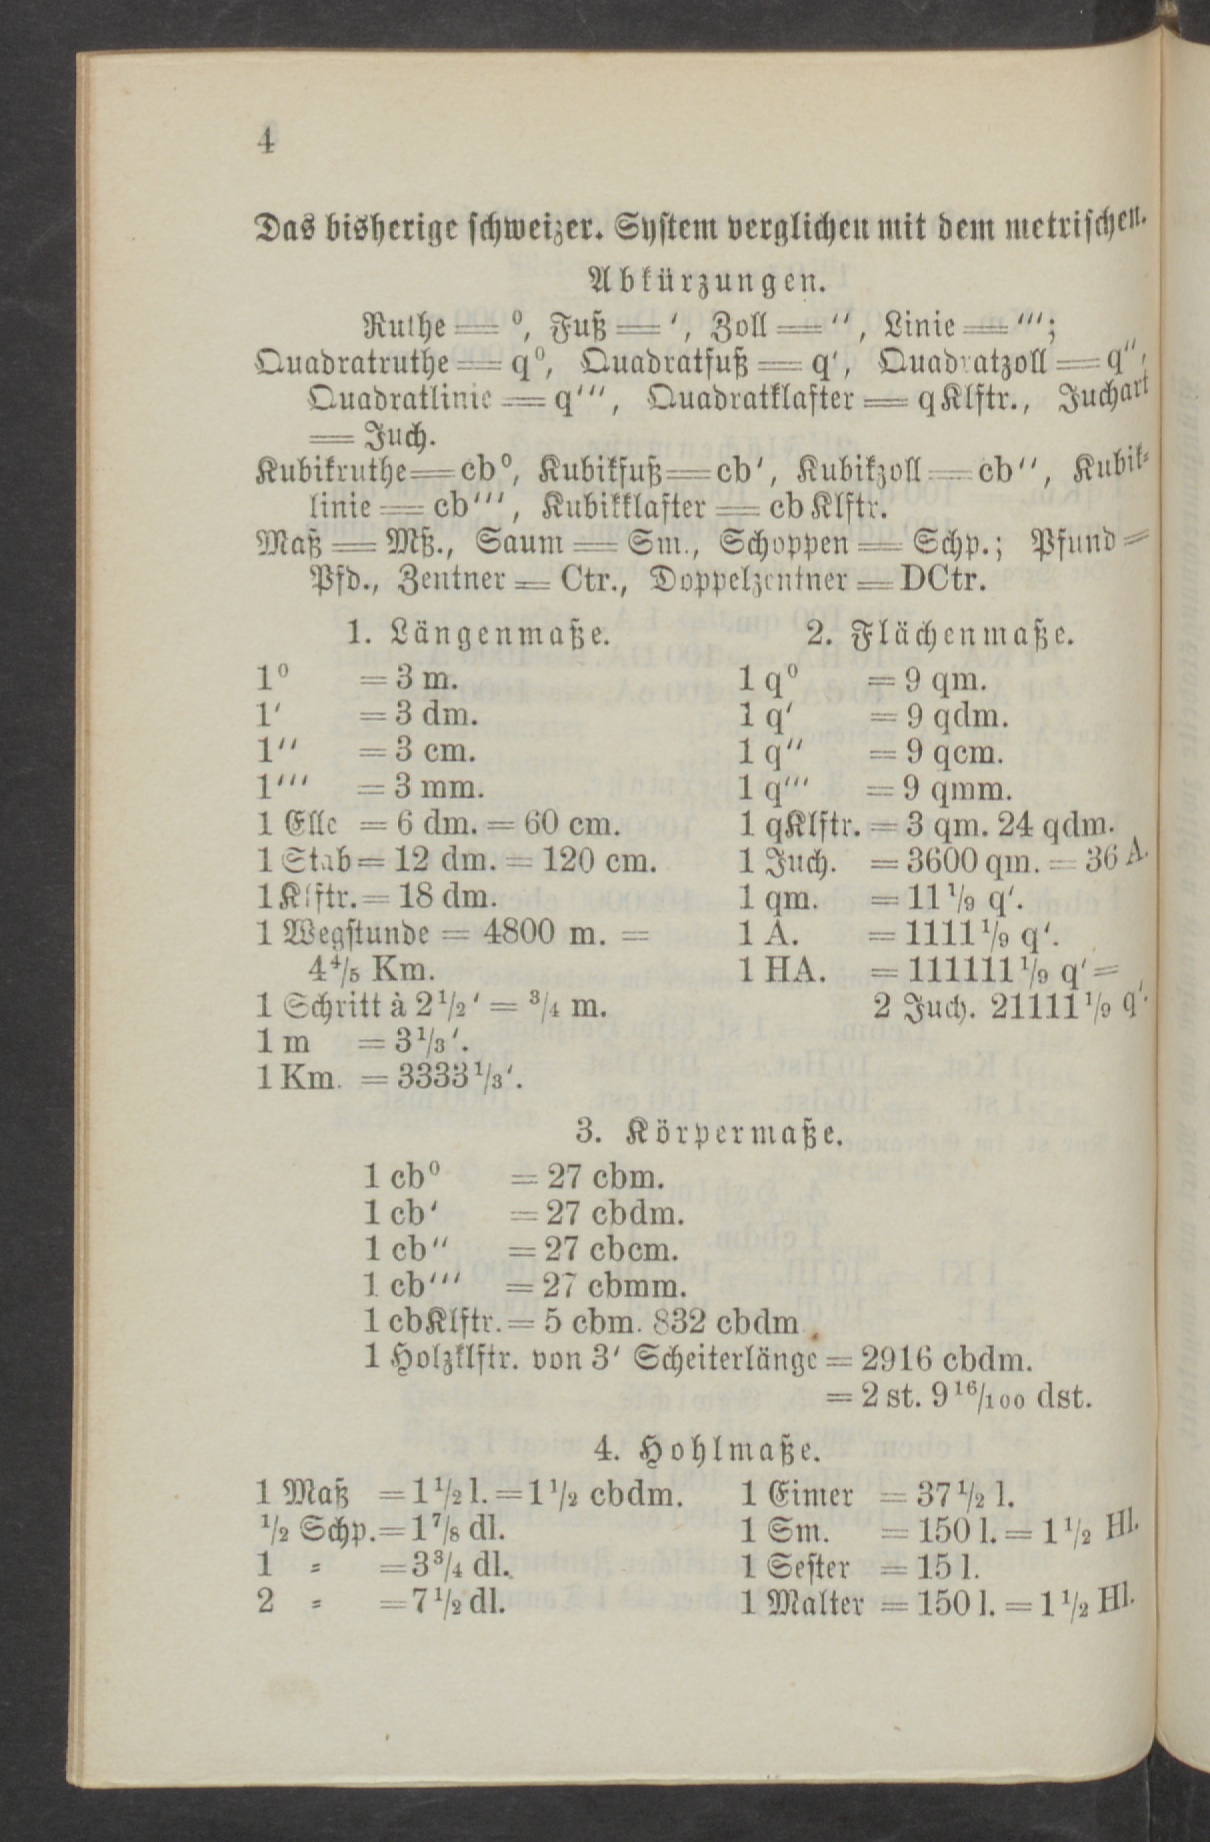 4
Das bisherige schweizer. System verglichen mit dem metrischen.
Abkürzungen.
Ruthe = ⁰, Fuß = ′, Zoll = ″, Linie = ‴;
Quadratruthe = q⁰, Quadratfuß = q′, Quadratzoll = q″,
Quadratlinie = q‴, Quadratklafter = qKlftr., Juchart
= Juch.
Kubikruthe = cb⁰, Kubikfuß = cb′, Kubikzoll = cb″, Kubik-
linie = cb‴, Kubikklafter = cb Klftr.
Maß = Mß., Saum = Sm., Schoppen = Schp.; Pfund =
Pfd., Zentner = Ctr., Doppelzentner = DCtr.
1. Längenmaße.
1⁰ = 3 m.
1′ = 3 dm.
1″ = 3 cm.
1‴ = 3 mm.
1 Elle = 6 dm. = 60 cm.
1 Stab = 12 dm. = 120 cm.
1 Klftr. = 18 dm.
1 Wegstunde = 4800 m. =
4⁴/₅ Km.
1 Schritt à 2¹/₂′ = ³/₄ m.
1 m = 3¹/₃′.
1 Km. = 3333¹/₃′.
2. Flächenmaße.
1 q⁰ = 9 qm.
1 q′ = 9 qdm.
1 q″ = 9 qcm.
1 q‴ = 9 qmm.
1 qKlftr. = 3 qm. 24 qdm.
1 Juch. = 3600 qm. = 36 A.
1 qm. = 11¹/₉ q′.
1 A. = 1111¹/₉ q′.
1 HA. = 111111¹/₉ q′ =
2 Juch. 21111¹/₉ q′.
3. Körpermaße.
1 cb⁰ = 27 cbm.
1 cb′ = 27 cbdm.
1 cb″ = 27 cbcm.
1 cb‴ = 27 cbmm.
1 cbKlftr. = 5 cbm. 832 cbdm.
1 Holzklftr. von 3′ Scheiterlänge = 2916 cbdm.
= 2 st. 9¹⁶/₁₀₀ dst.
4. Hohlmaße.
1 Maß = 1¹/₂ l. = 1¹/₂ cbdm.
¹/₂ Schp. = 1⁷/₈ dl.
1 = = 3³/₄ dl.
2 = = 7¹/₂ dl.
1 Eimer = 37¹/₂ l.
1 Sm. = 150 l. = 1¹/₂ Hl.
1 Sester = 15 l.
1 Malter = 150 l. = 1¹/₂ Hl.